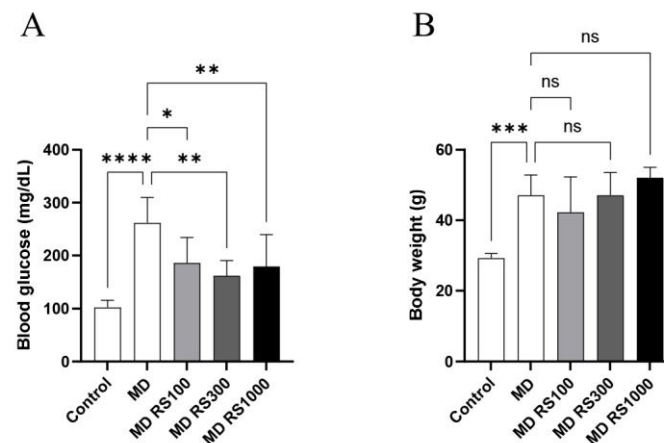 A
**
*
****
**
400
300
200
100
0
Blood glucose (mg/dL)
Control
MD
MD RS100
MD RS300
MD RS1000
B
ns
ns
***
ns
60
40
20
0
Body weight (g)
Control
MD
MD RS100
MD RS300
MD RS1000